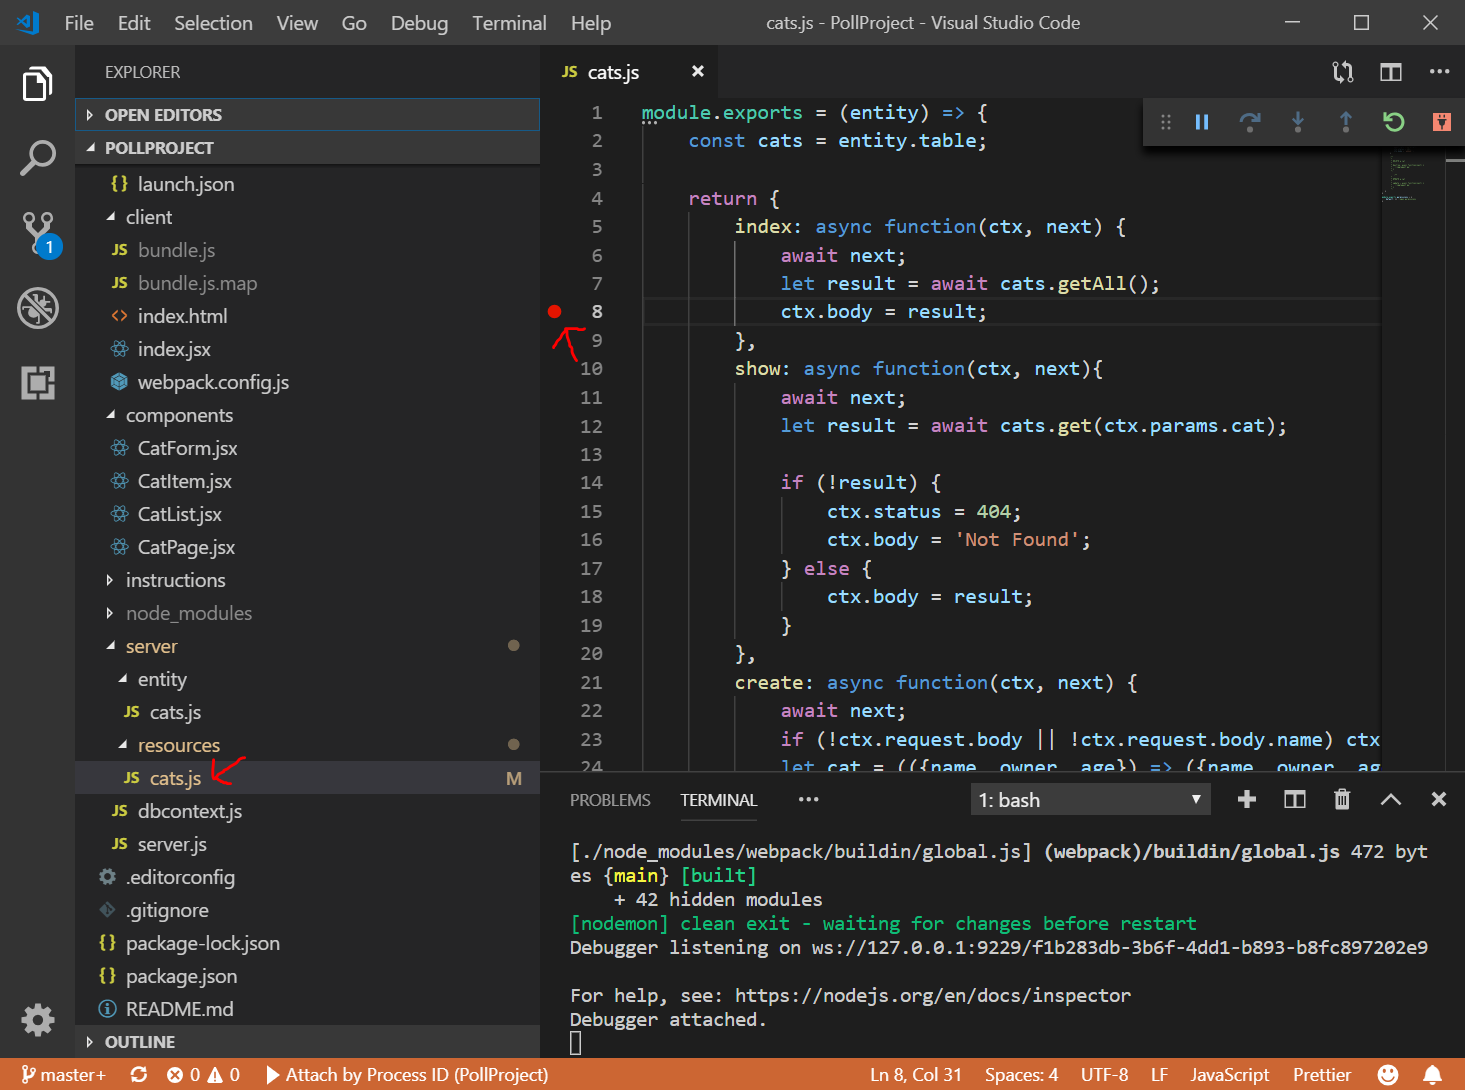 File Edit Selection View Go Debug Terminal Help cats.js - PollProject - Visual Studio Code
EXPLORER
OPEN EDITORS
POLLPROJECT
{} launch.json
client
JS bundle.js
JS bundle.js.map
<> index.html
index.jsx
webpack.config.js
components
CatForm.jsx
CatItem.jsx
CatList.jsx
CatPage.jsx
instructions
node_modules
server
entity
JS cats.js
resources
JS cats.js M
JS dbcontext.js
JS server.js
.editorconfig
.gitignore
{} package-lock.json
{} package.json
README.md
OUTLINE
1
JS cats.js
1 module.exports = (entity) => {
2 const cats = entity.table;
3
4 return {
5 index: async function(ctx, next) {
6 await next;
7 let result = await cats.getAll();
8 ctx.body = result;
9 },
10 show: async function(ctx, next){
11 await next;
12 let result = await cats.get(ctx.params.cat);
13
14 if (!result) {
15 ctx.status = 404;
16 ctx.body = 'Not Found';
17 } else {
18 ctx.body = result;
19 }
20 },
21 create: async function(ctx, next) {
22 await next;
23 if (!ctx.request.body || !ctx.request.body.name) ctx
24 let cat = (({name, owner, age}) => ({name, owner, ag
PROBLEMS TERMINAL ••• 1: bash
[./node_modules/webpack/buildin/global.js] (webpack)/buildin/global.js 472 byt
es {main} [built]
+ 42 hidden modules
[nodemon] clean exit - waiting for changes before restart
Debugger listening on ws://127.0.0.1:9229/f1b283db-3b6f-4dd1-b893-b8fc897202e9
For help, see: https://nodejs.org/en/docs/inspector
Debugger attached.
master+ 0 0 Attach by Process ID (PollProject) Ln 8, Col 31 Spaces: 4 UTF-8 LF JavaScript Prettier